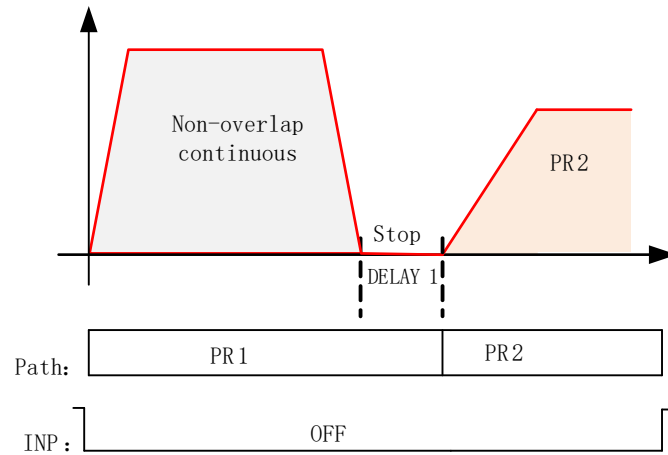 Non-overlap
continuous
PR2
Stop
DELAY 1
Path: PR1 PR2
INP: OFF